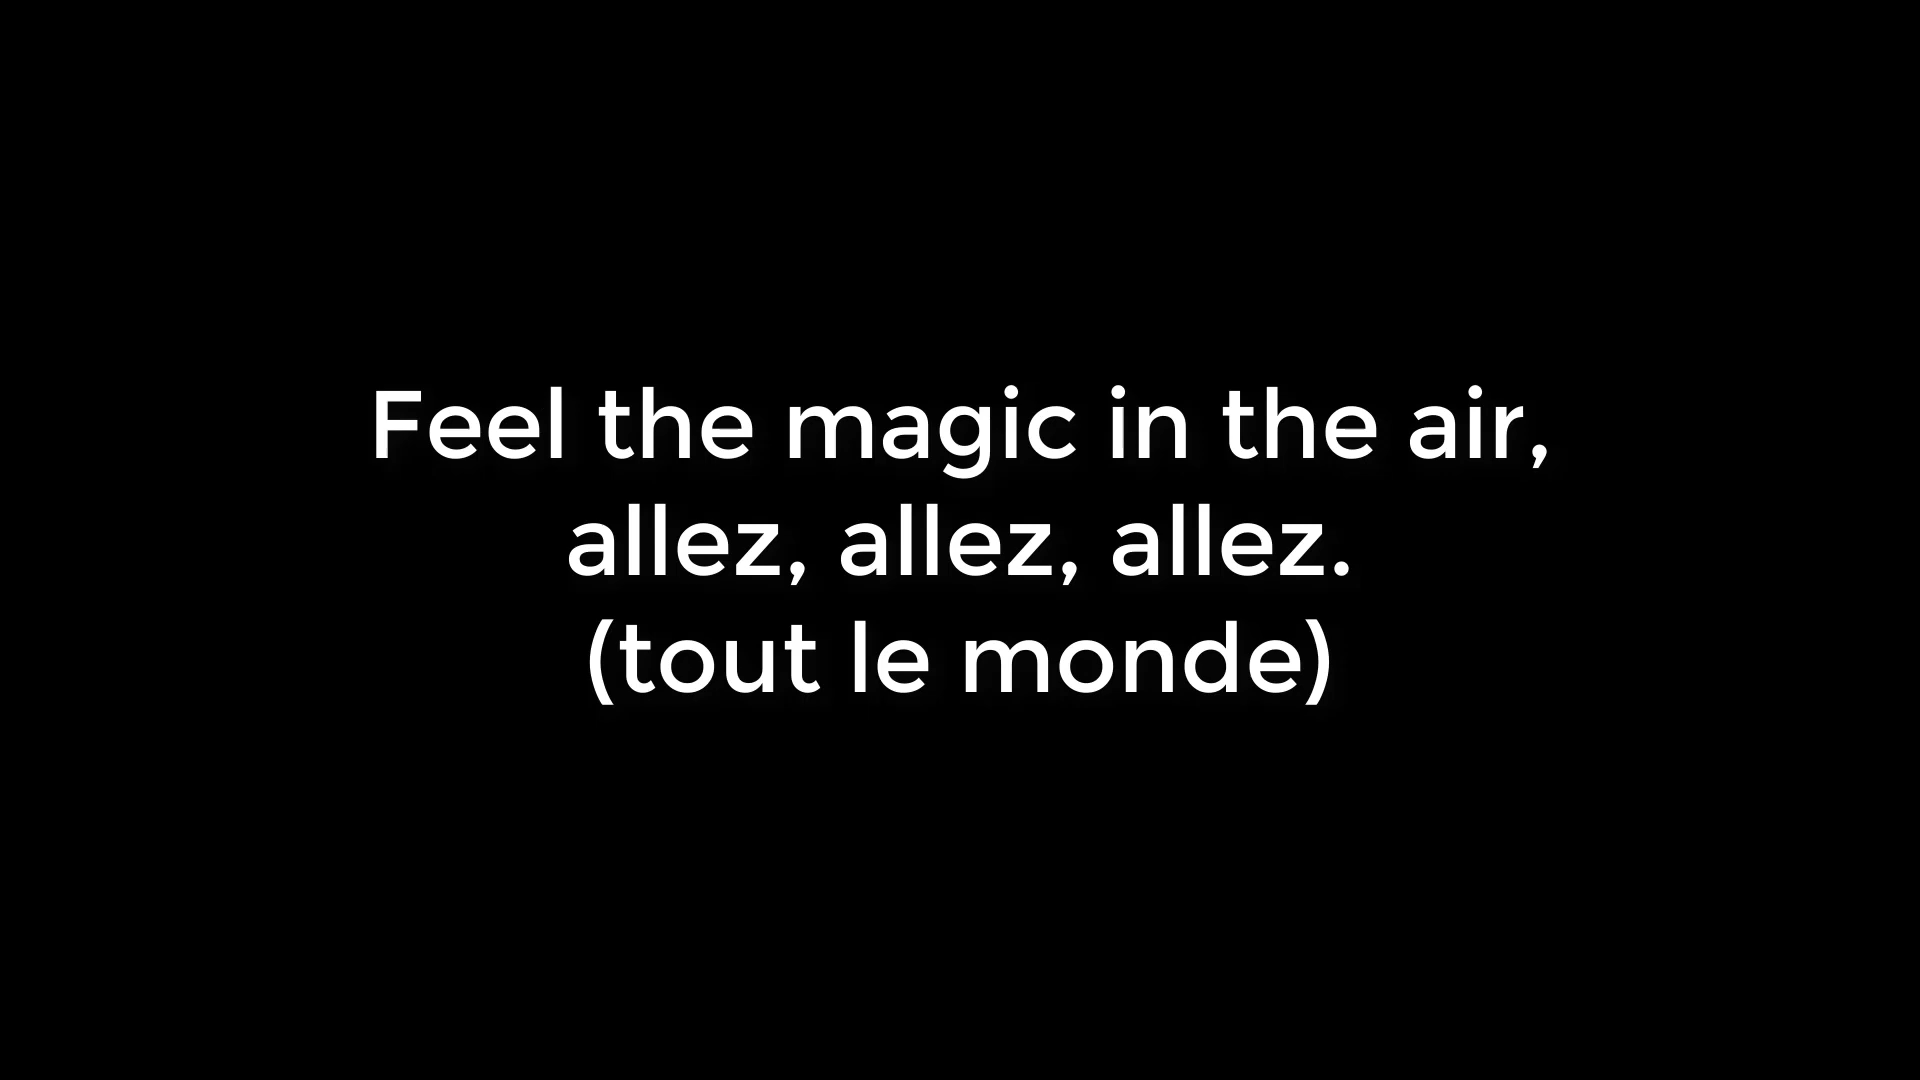 Feel the magic in the air,
allez, allez, allez.
(tout le monde)